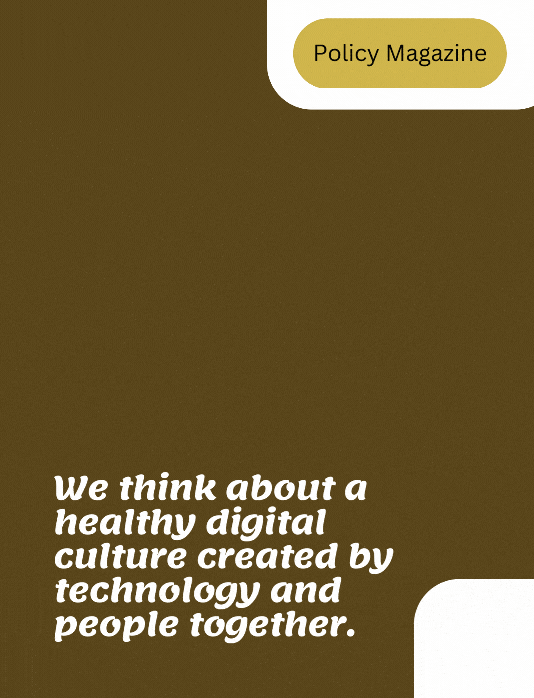 Policy Magazine
We think about a
healthy digital
culture created by
technology and
people together.